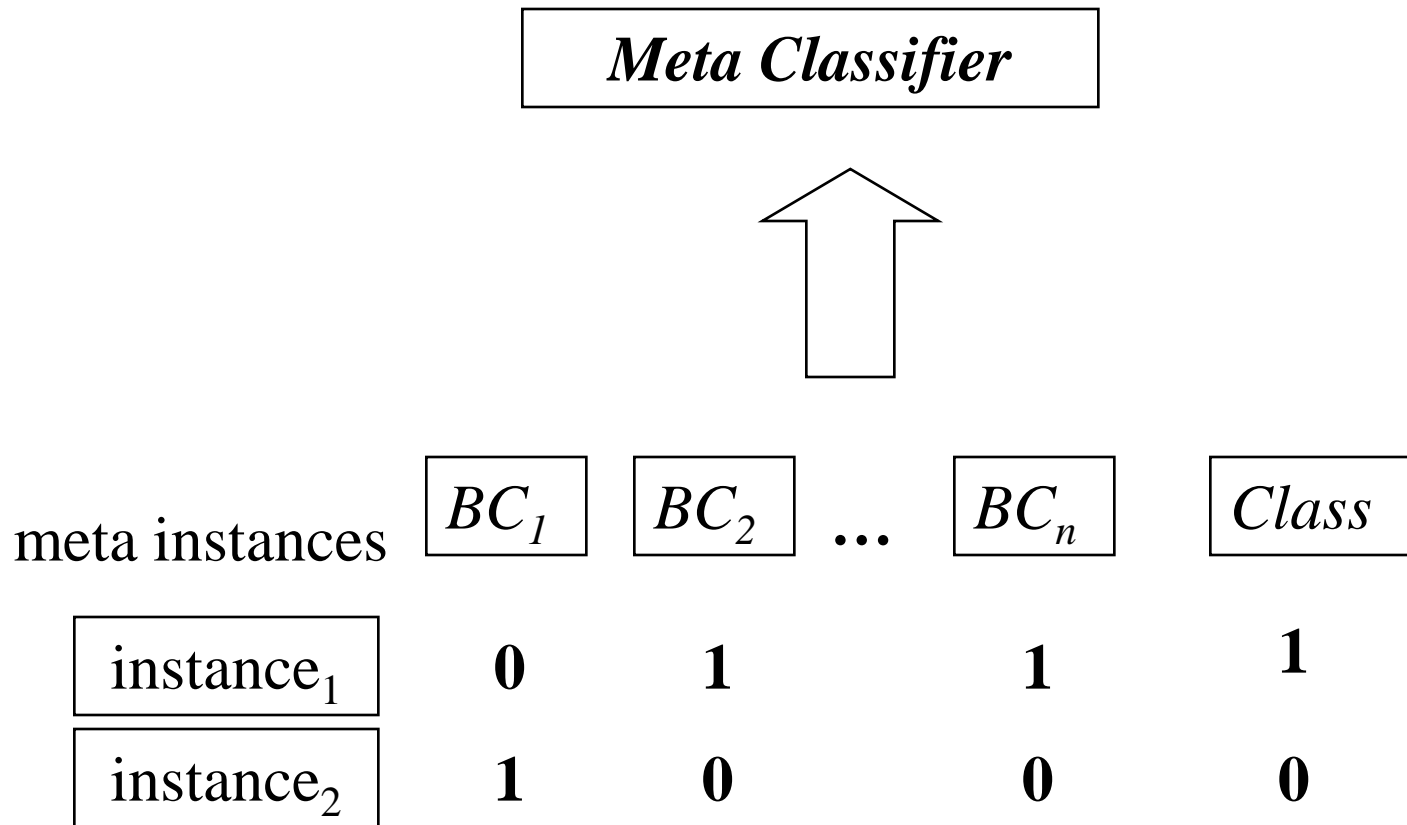 Meta Classifier
meta instances BC₁ BC₂ ... BCₙ Class
instance₁ 0 1 1 1
instance₂ 1 0 0 0